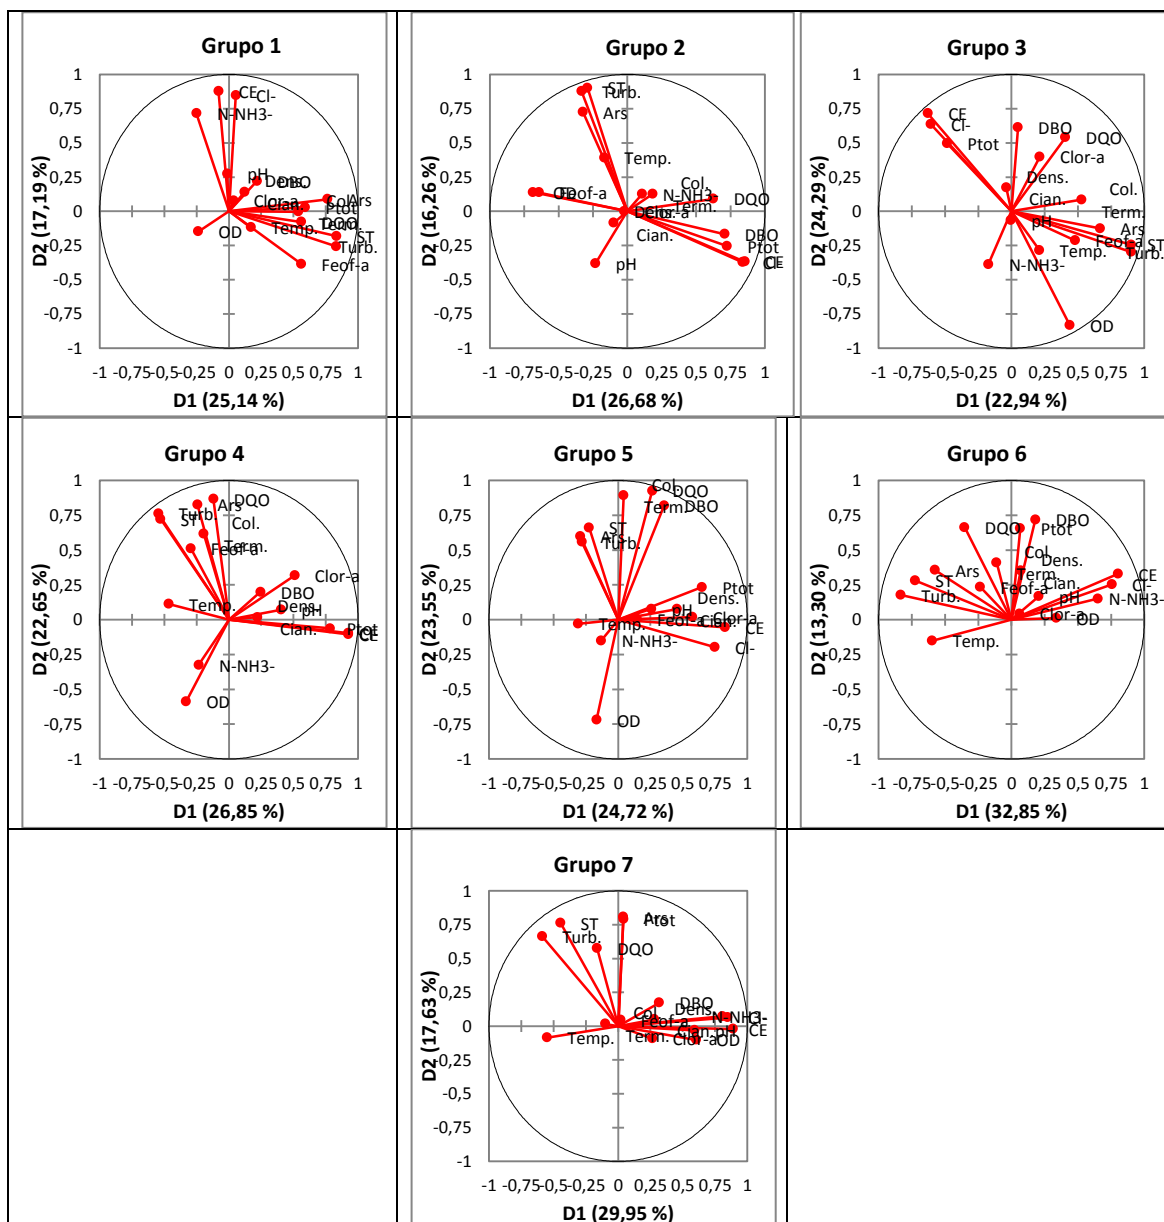 Grupo 1
1
0,75
0,5
0,25
0
-0,25
-0,5
-0,75
-1
-1 -0,75 -0,5 -0,25 0 0,25 0,5 0,75 1
D2 (17,19 %)
D1 (25,14 %)
CE
Cl-
N-NH3-
pH
Dens.
DBO
Clor-a
Col.
Ars
Cian.
ST
Ptot
DQO
Term.
Temp.
OD
ST
Turb.
Feof-a
Grupo 2
D2 (16,26 %)
-1 -0,75 -0,5 -0,25 0 0,25 0,5 0,75 1
D1 (26,68 %)
ST
Turb.
Ars
Temp.
OD
Feof-a
Col.
N-NH3-
DQO
Term.
Dens.
Clor-a
Cian.
DBO
Ptot
CE
Cl-
pH
Grupo 3
1
0,75
0,5
0,25
0
-0,25
-0,5
-0,75
-1
-1 -0,75 -0,5 -0,25 0 0,25 0,5 0,75 1
D2 (24,29 %)
D1 (22,94 %)
CE
Cl-
Ptot
DBO
DQO
Clor-a
Dens.
Cian.
Col.
pH
Term.
Ars
Feof-a
ST
Temp.
Turb.
N-NH3-
OD
Grupo 4
1
0,75
0,5
0,25
0
-0,25
-0,5
-0,75
-1
-1 -0,75 -0,5 -0,25 0 0,25 0,5 0,75 1
D2 (22,65 %)
D1 (26,85 %)
DQO
Ars
Turb.
ST
Col.
Term.
Feof-a
Clor-a
DBO
Temp.
Dens.
pH
Cian.
Ptot
CE
N-NH3-
OD
Grupo 5
1
0,75
0,5
0,25
0
-0,25
-0,5
-0,75
-1
-1 -0,75 -0,5 -0,25 0 0,25 0,5 0,75 1
D2 (23,55 %)
D1 (24,72 %)
Col.
DQO
Term.
DBO
ST
Ars
Turb.
Ptot
Dens.
pH
Clor-a
Feof-a
Cian.
Temp.
CE
N-NH3-
Cl-
OD
Grupo 6
1
0,75
0,5
0,25
0
-0,25
-0,5
-0,75
-1
-1 -0,75 -0,5 -0,25 0 0,25 0,5 0,75 1
D2 (13,30 %)
D1 (32,85 %)
DBO
DQO
Ptot
Col.
Dens.
Ars
Term.
CE
ST
Feof-a
Cian.
Cl-
Turb.
pH
N-NH3-
Clor-a
OD
Temp.
Grupo 7
1
0,75
0,5
0,25
0
-0,25
-0,5
-0,75
-1
-1 -0,75 -0,5 -0,25 0 0,25 0,5 0,75 1
D2 (17,63 %)
D1 (29,95 %)
Ars
Ptot
ST
Turb.
DQO
DBO
Dens.
Col.
Feof-a
N-NH3-
Cl-
CE
Cian.
pH
Temp.
Term.
Clor-a
OD